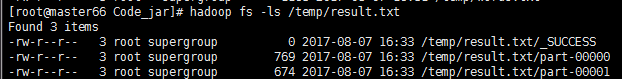 [root@master66 Code_jar]# hadoop fs -ls /temp/result.txt
Found 3 items
-rw-r--r-- 3 root supergroup 0 2017-08-07 16:33 /temp/result.txt/_SUCCESS
-rw-r--r-- 3 root supergroup 769 2017-08-07 16:33 /temp/result.txt/part-00000
-rw-r--r-- 3 root supergroup 674 2017-08-07 16:33 /temp/result.txt/part-00001